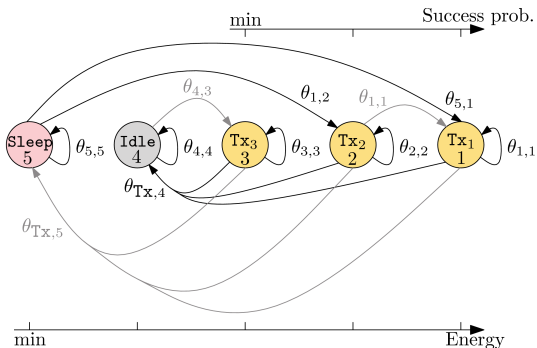 min
Success prob.
θ4,3
θ1,2
θ1,1
θ5,1
Sleep
5
θ5,5
Idle
4
θ4,4
Tx3
3
θ3,3
Tx2
2
θ2,2
Tx1
1
θ1,1
θTx,4
θTx,5
min
Energy